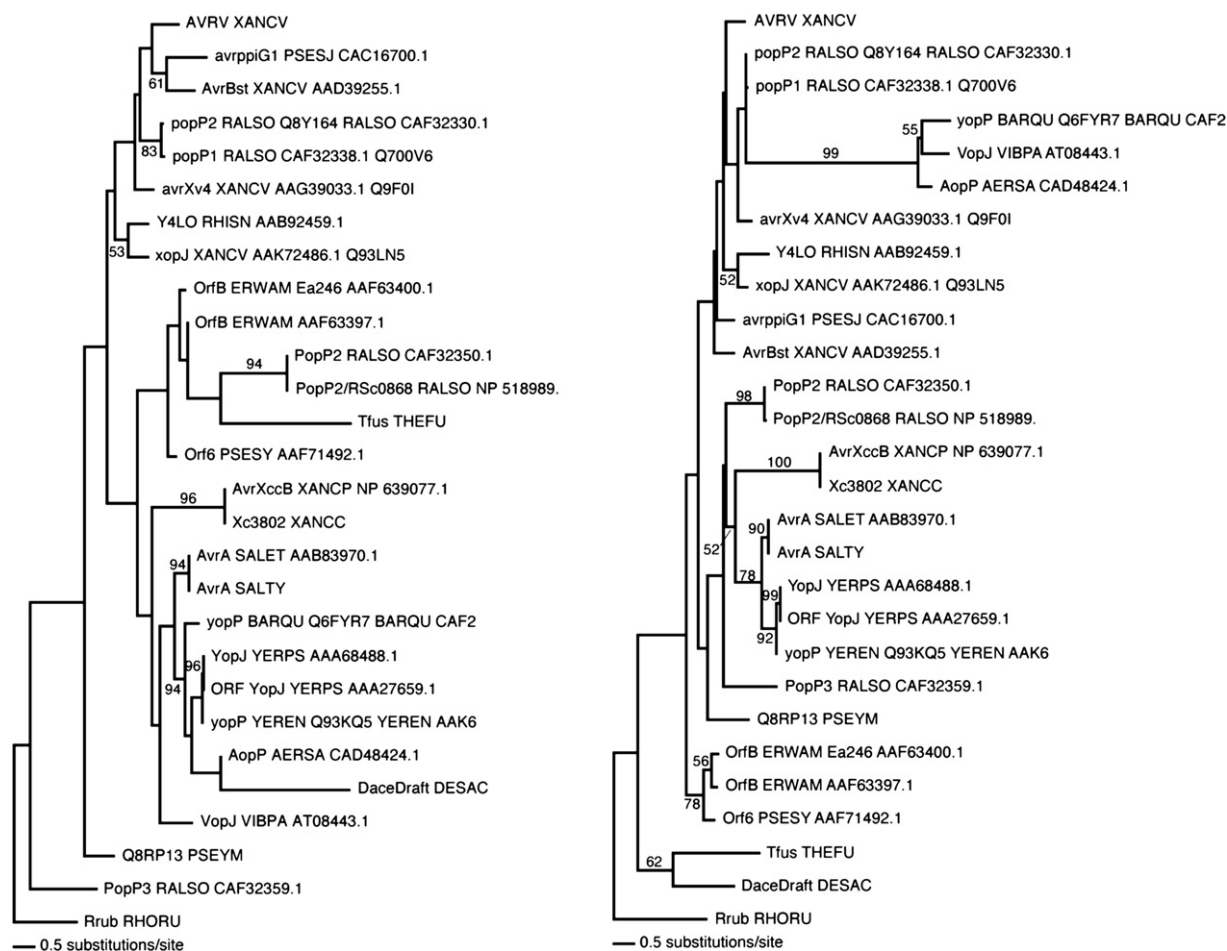 AVRV XANCV
avrppiG1 PSESJ CAC16700.1
61
AvrBst XANCV AAD39255.1
popP2 RALSO Q8Y164 RALSO CAF32330.1
83
popP1 RALSO CAF32338.1 Q700V6
avrXv4 XANCV AAG39033.1 Q9F0I
Y4LO RHISN AAB92459.1
53
xopJ XANCV AAK72486.1 Q93LN5
OrfB ERWAM Ea246 AAF63400.1
OrfB ERWAM AAF63397.1
94
PopP2 RALSO CAF32350.1
PopP2/RSc0868 RALSO NP 518989.
Tfus THEFU
Orf6 PSESY AAF71492.1
96
AvrXccB XANCP NP 639077.1
Xc3802 XANCC
94
AvrA SALET AAB83970.1
AvrA SALTY
yopP BARQU Q6FYR7 BARQU CAF2
96
YopJ YERPS AAA68488.1
94
ORF YopJ YERPS AAA27659.1
yopP YEREN Q93KQ5 YEREN AAK6
AopP AERSA CAD48424.1
DaceDraft DESAC
VopJ VIBPA AT08443.1
Q8RP13 PSEYM
PopP3 RALSO CAF32359.1
Rrub RHORU
0.5 substitutions/site
AVRV XANCV
popP2 RALSO Q8Y164 RALSO CAF32330.1
popP1 RALSO CAF32338.1 Q700V6
55
yopP BARQU Q6FYR7 BARQU CAF2
99
VopJ VIBPA AT08443.1
AopP AERSA CAD48424.1
avrXv4 XANCV AAG39033.1 Q9F0I
Y4LO RHISN AAB92459.1
52
xopJ XANCV AAK72486.1 Q93LN5
avrppiG1 PSESJ CAC16700.1
AvrBst XANCV AAD39255.1
98
PopP2 RALSO CAF32350.1
PopP2/RSc0868 RALSO NP 518989.
100
AvrXccB XANCP NP 639077.1
Xc3802 XANCC
90
AvrA SALET AAB83970.1
52
AvrA SALTY
78
YopJ YERPS AAA68488.1
99
ORF YopJ YERPS AAA27659.1
92
yopP YEREN Q93KQ5 YEREN AAK6
PopP3 RALSO CAF32359.1
Q8RP13 PSEYM
56
OrfB ERWAM Ea246 AAF63400.1
OrfB ERWAM AAF63397.1
78
Orf6 PSESY AAF71492.1
Tfus THEFU
62
DaceDraft DESAC
Rrub RHORU
0.5 substitutions/site